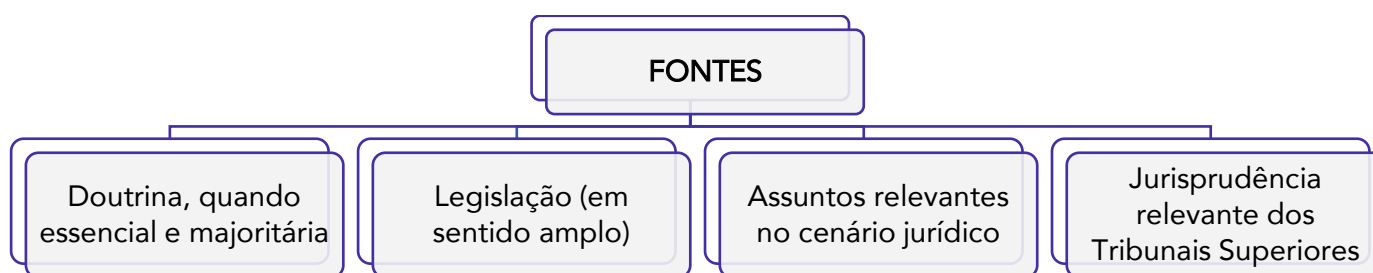 FONTES
Doutrina, quando
essencial e majoritária
Legislação (em
sentido amplo)
Assuntos relevantes
no cenário jurídico
Jurisprudência
relevante dos
Tribunais Superiores